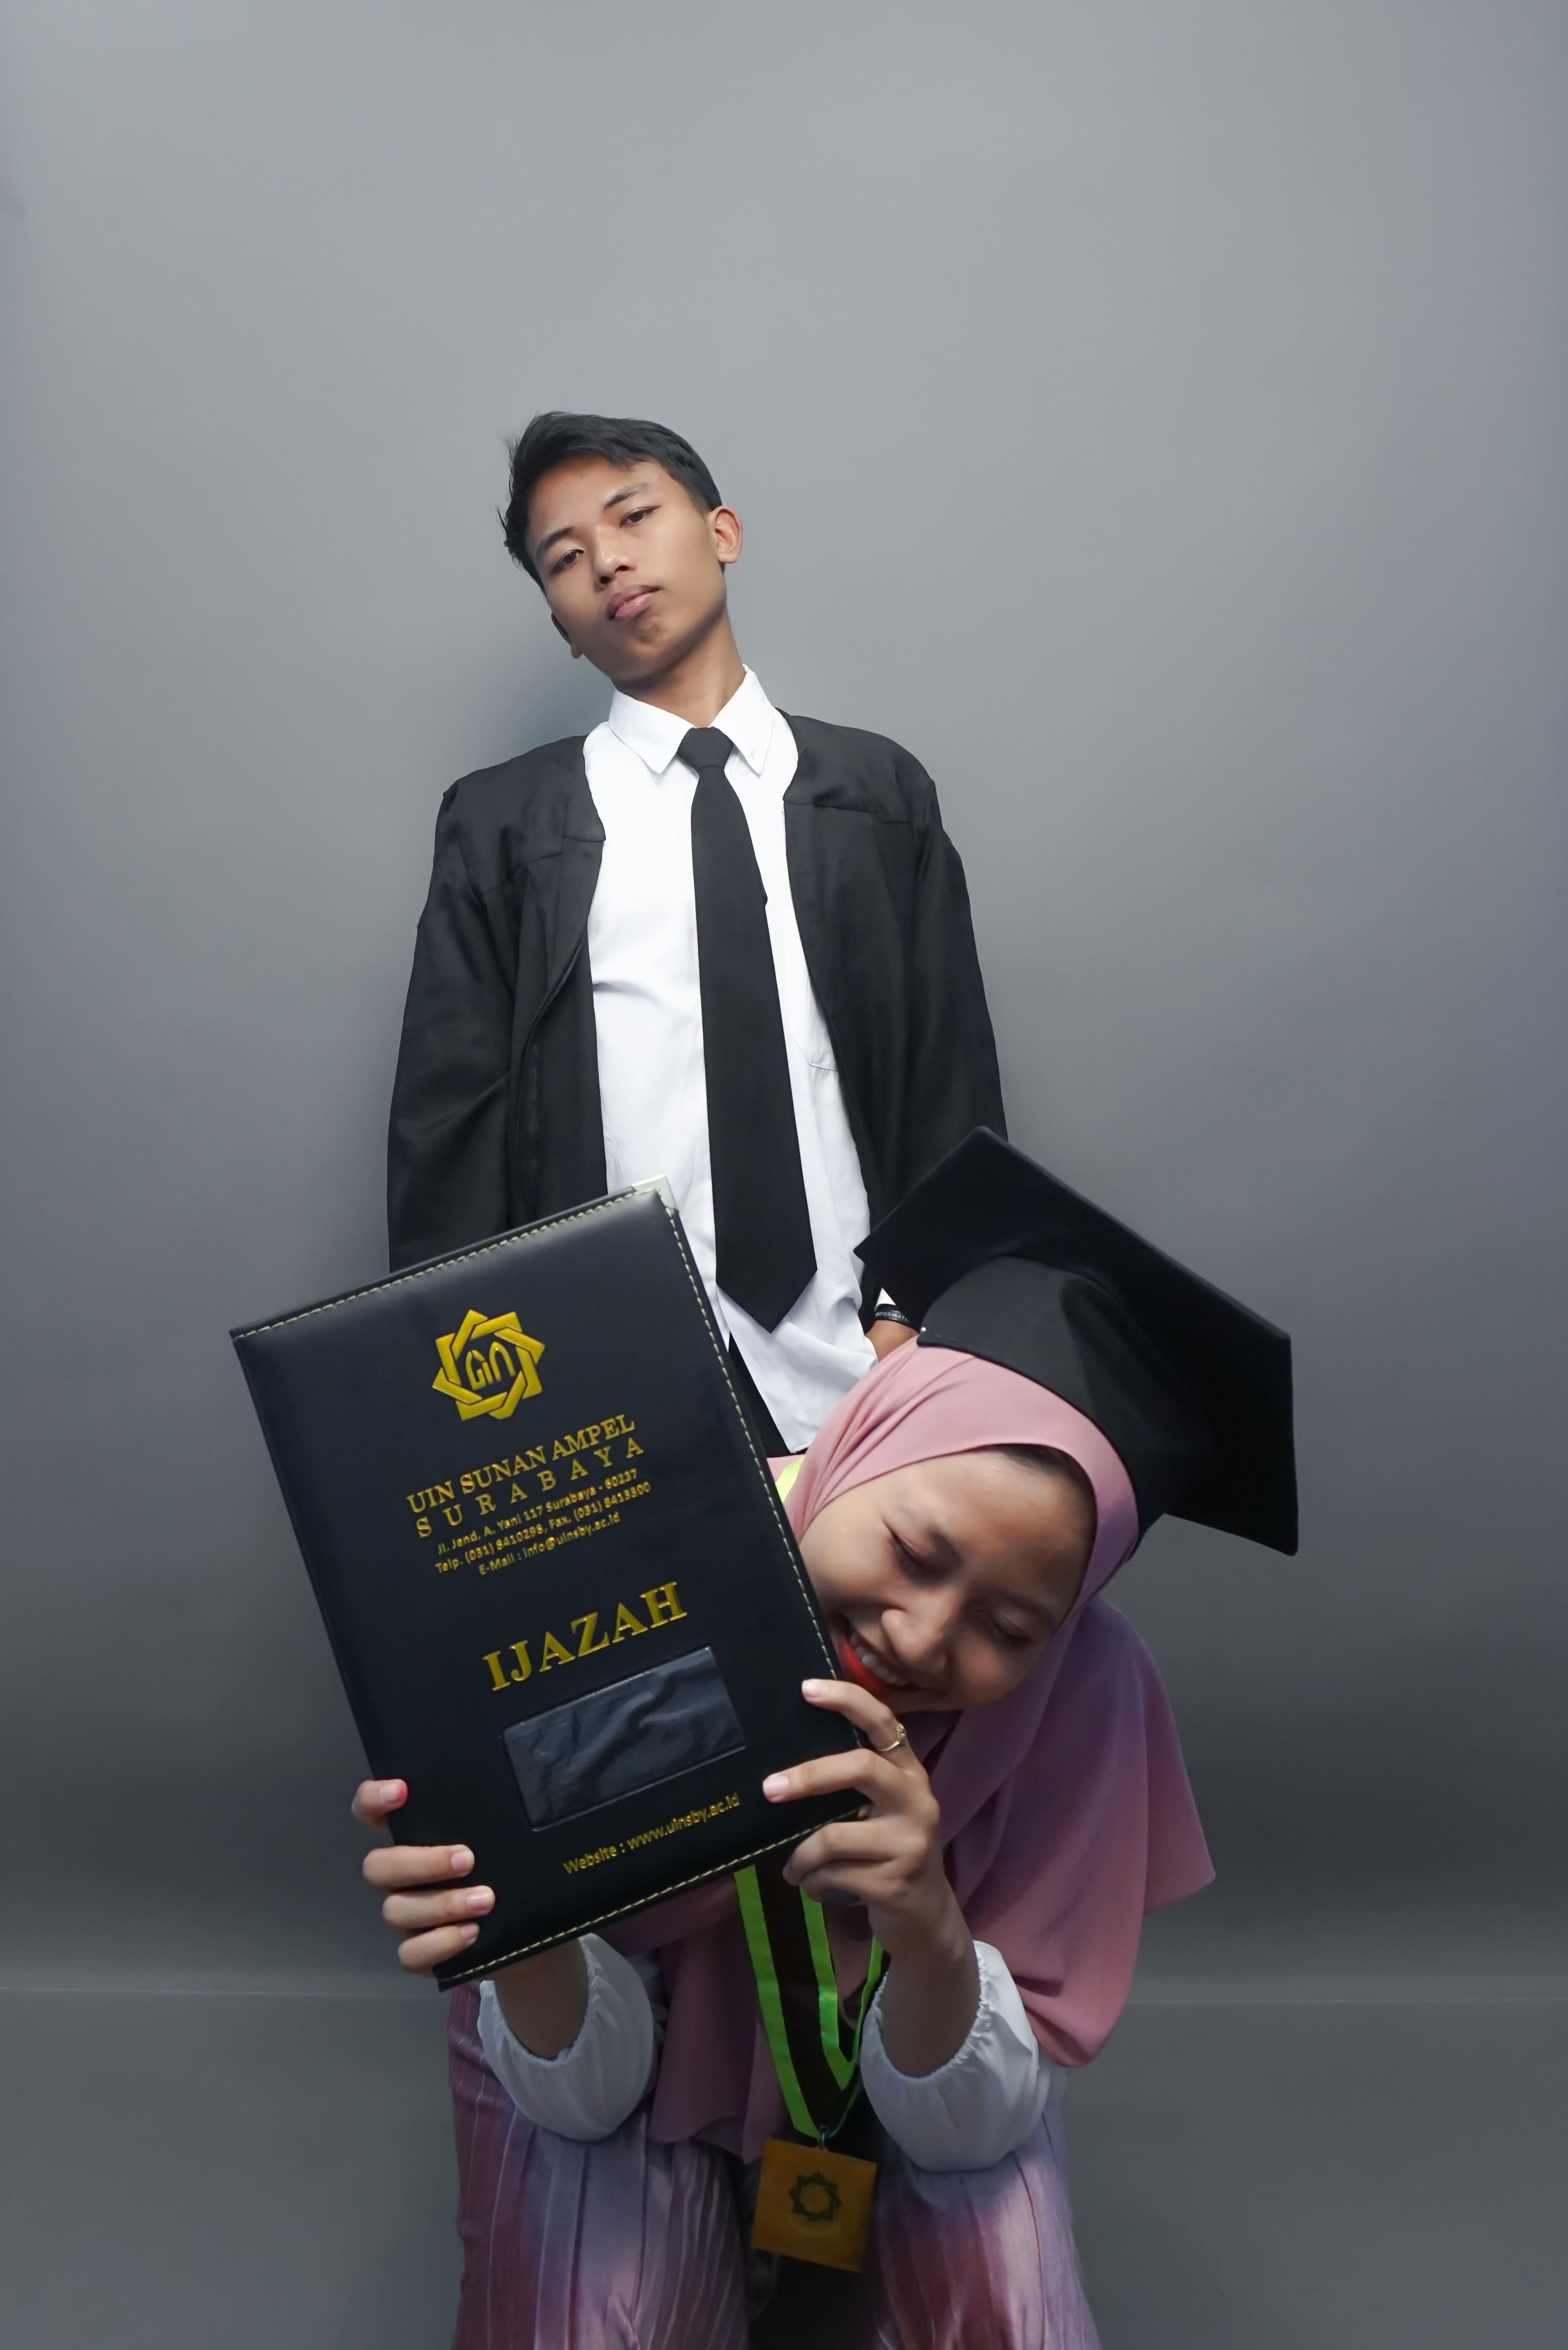 UIN SUNAN AMPEL
SURABAYA
Jl. Jend. A. Yani 117 Surabaya - 60237
Telp. (031) 8410298, Fax. (031) 8413300
E-Mail : info@uinsby.ac.id
IJAZAH
Website : www.uinsby.ac.id